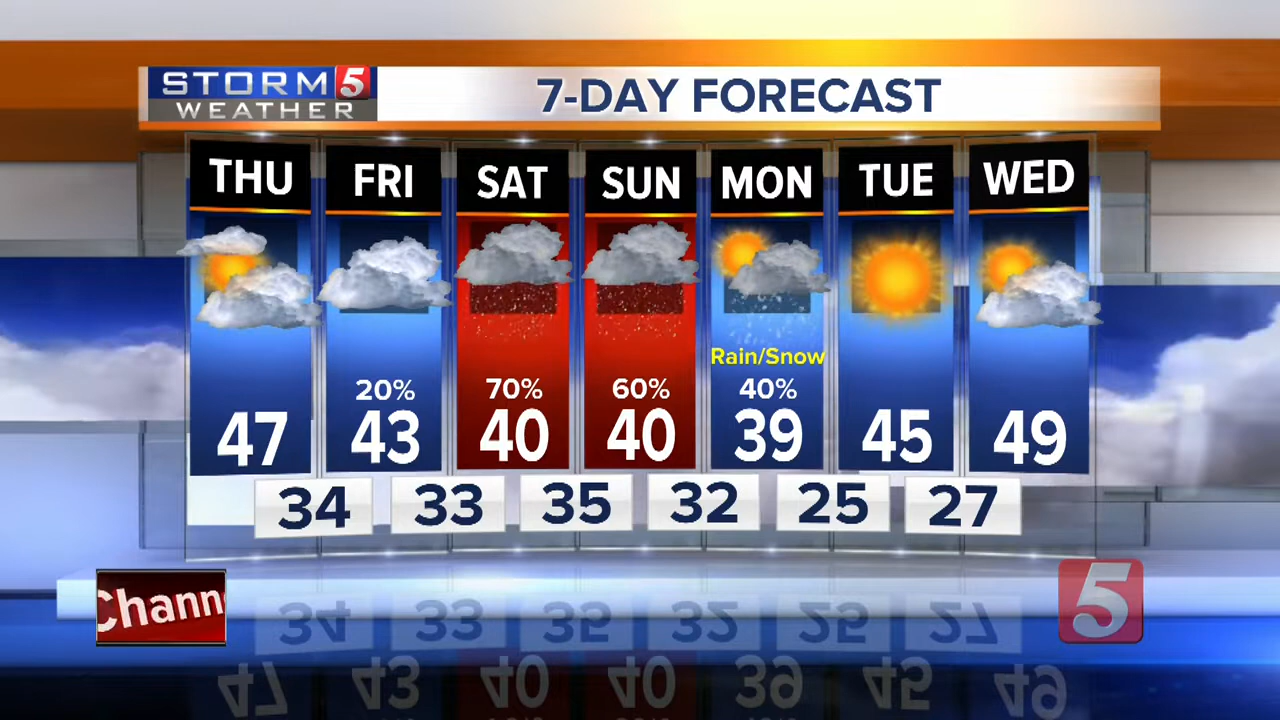 STORM 5
WEATHER
7-DAY FORECAST
THU FRI SAT SUN MON TUE WED
Rain/Snow
20% 70% 60% 40%
47 43 40 40 39 45 49
34 33 35 32 25 27
Chann
5